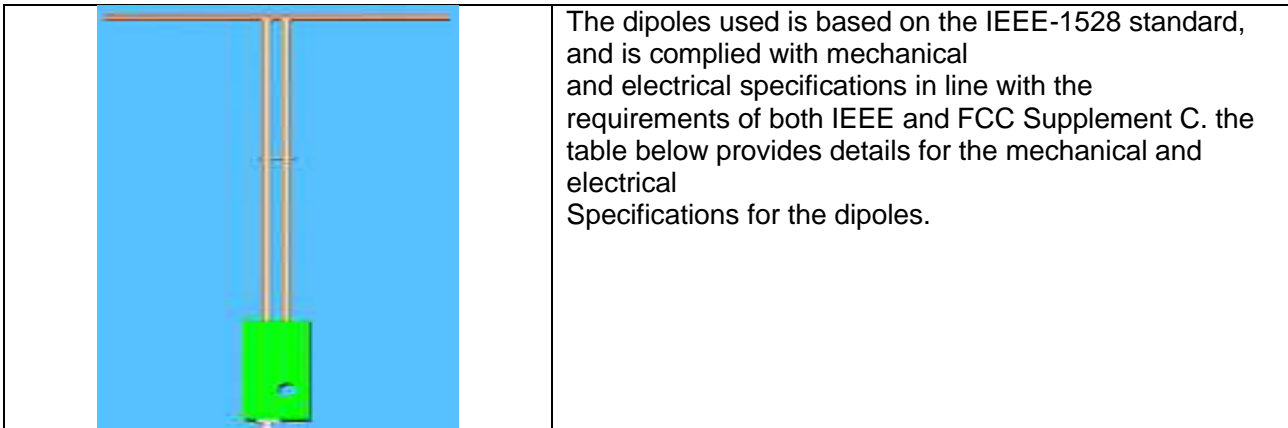 The dipoles used is based on the IEEE-1528 standard,
and is complied with mechanical
and electrical specifications in line with the
requirements of both IEEE and FCC Supplement C. the
table below provides details for the mechanical and
electrical
Specifications for the dipoles.